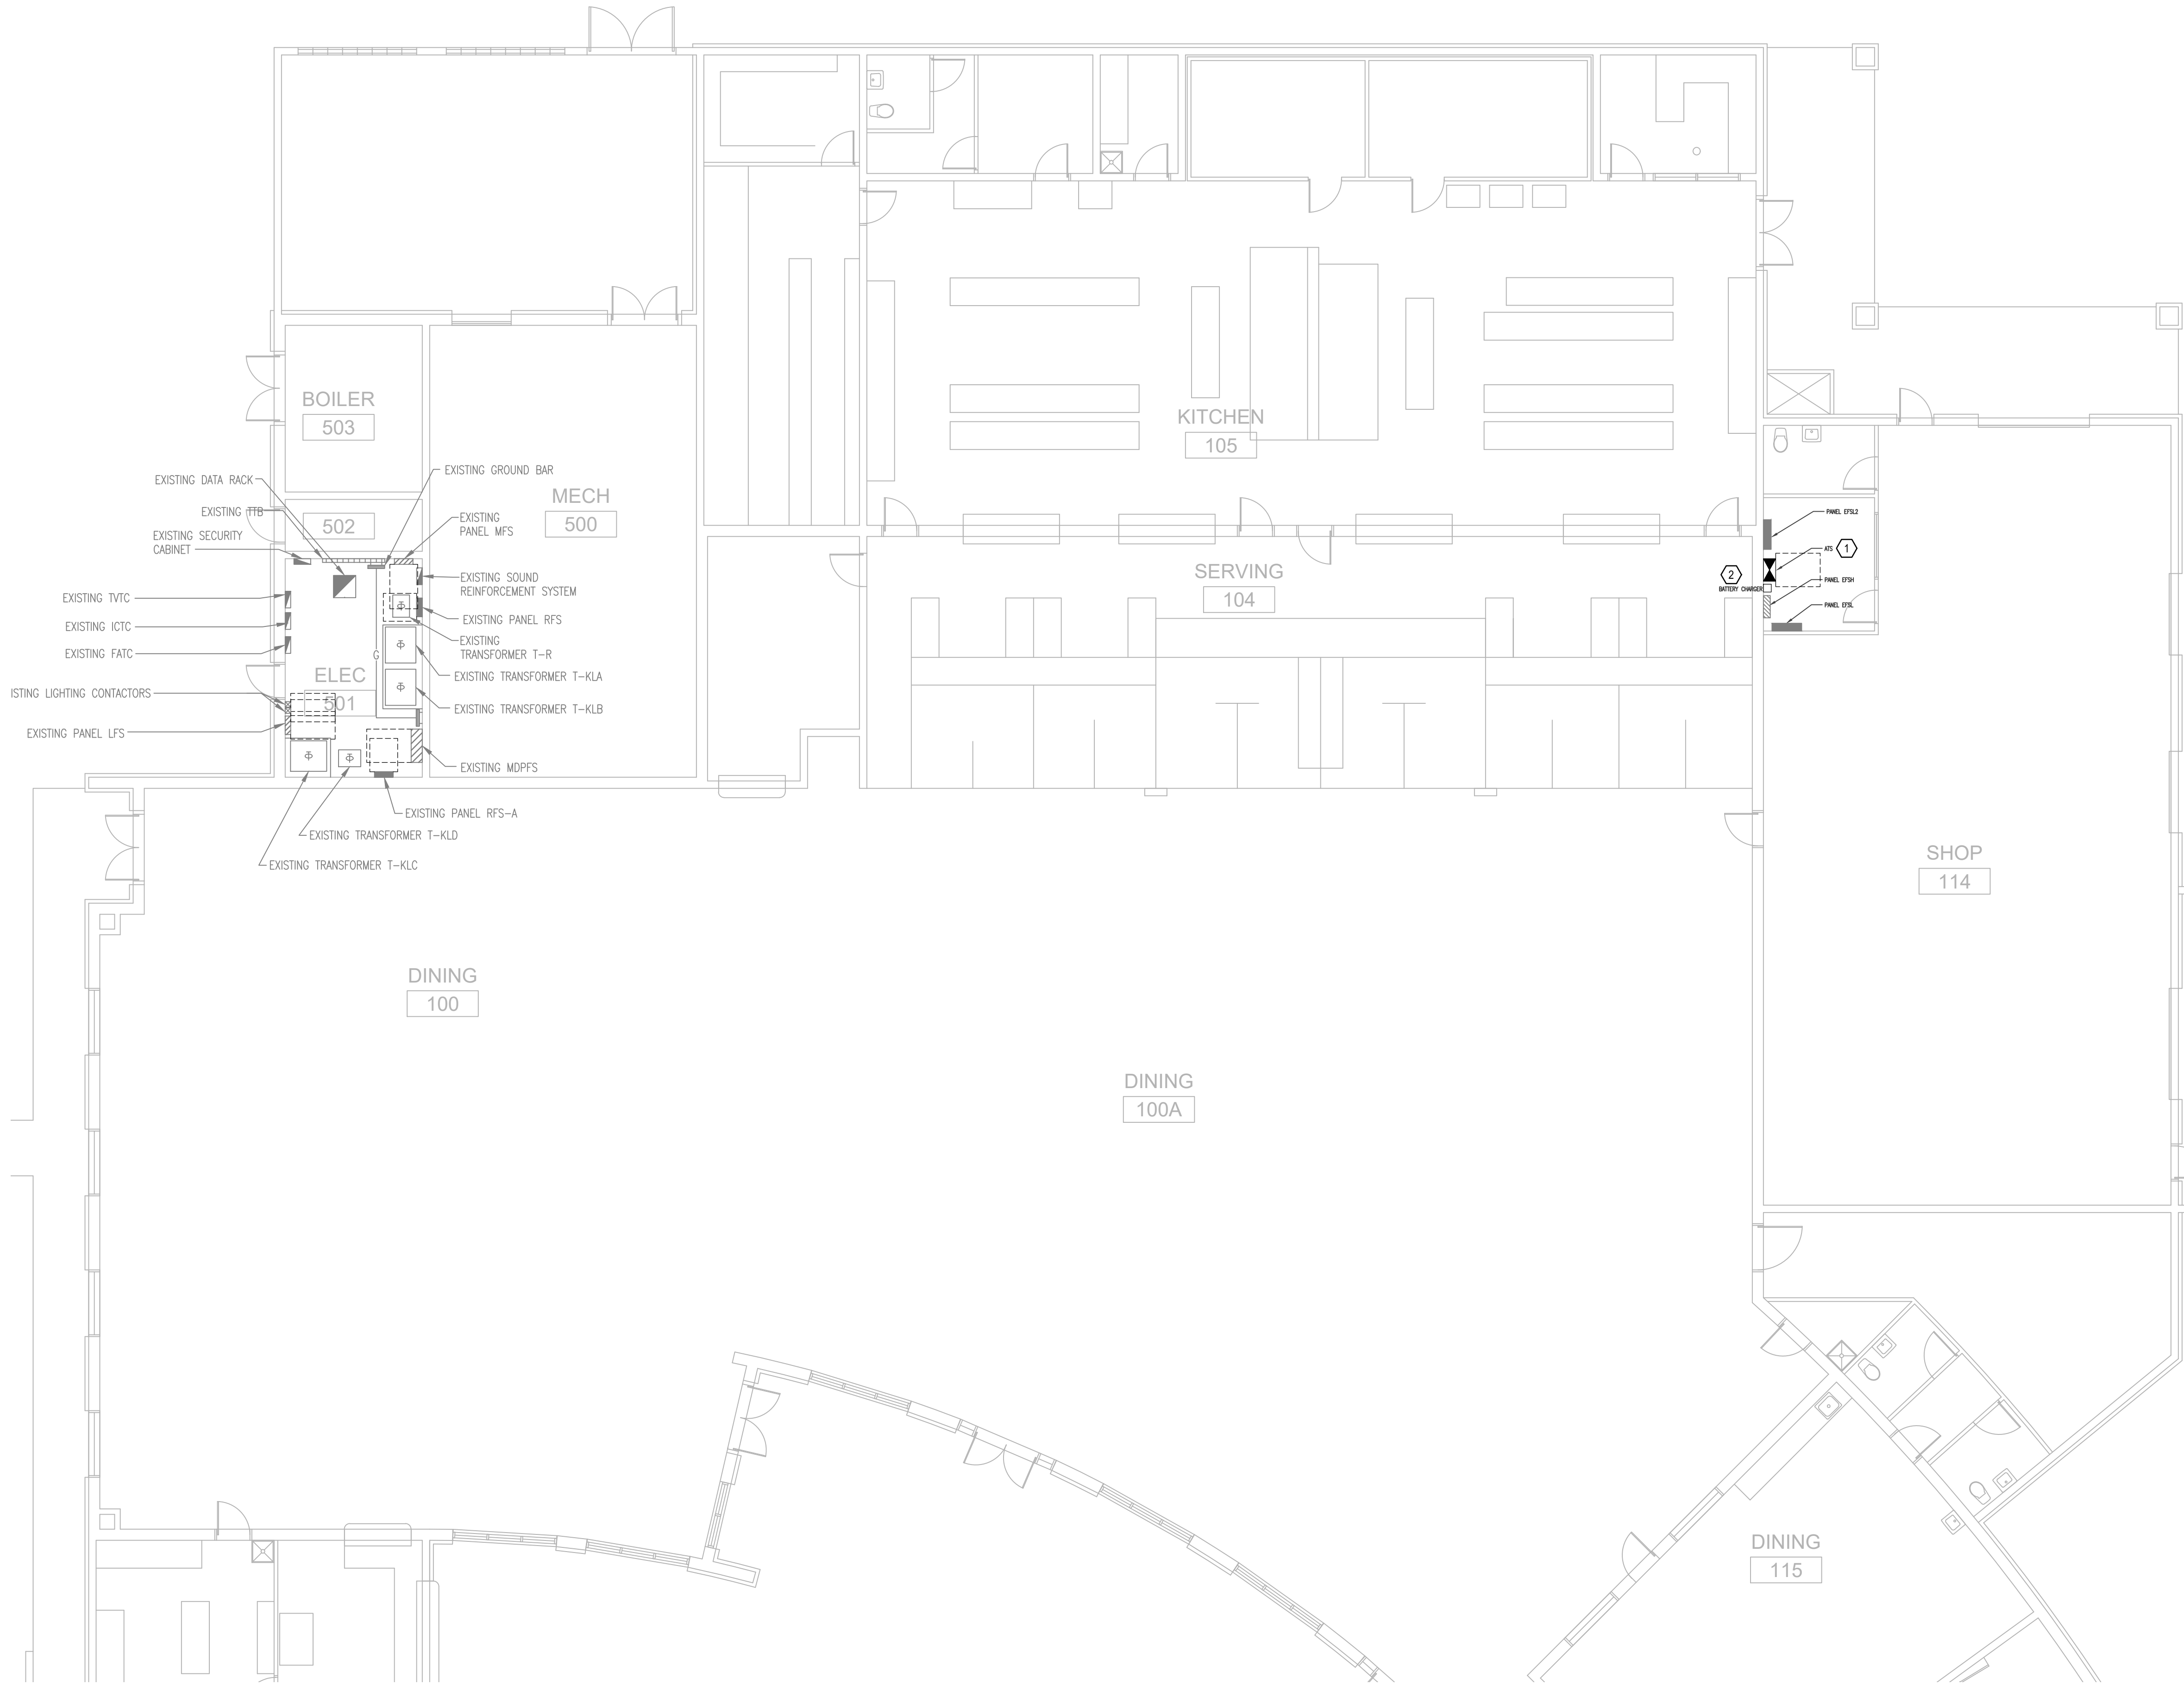 BOILER
503
KITCHEN
105
EXISTING GROUND BAR
EXISTING DATA RACK
MECH
500
EXISTING TTB
502
EXISTING
PANEL MFS
EXISTING SECURITY
CABINET
PANEL EFSL2
ATS
1
SERVING
104
EXISTING SOUND
REINFORCEMENT SYSTEM
2
BATTERY CHARGER
PANEL EFSH
EXISTING TVTC
PANEL EFSL
EXISTING PANEL RFS
EXISTING ICTC
EXISTING
TRANSFORMER T-R
EXISTING FATC
G
ELEC
501
EXISTING TRANSFORMER T-KLA
ISTING LIGHTING CONTACTORS
EXISTING TRANSFORMER T-KLB
EXISTING PANEL LFS
EXISTING MDPFS
EXISTING PANEL RFS-A
EXISTING TRANSFORMER T-KLD
EXISTING TRANSFORMER T-KLC
SHOP
114
DINING
100
DINING
100A
DINING
115